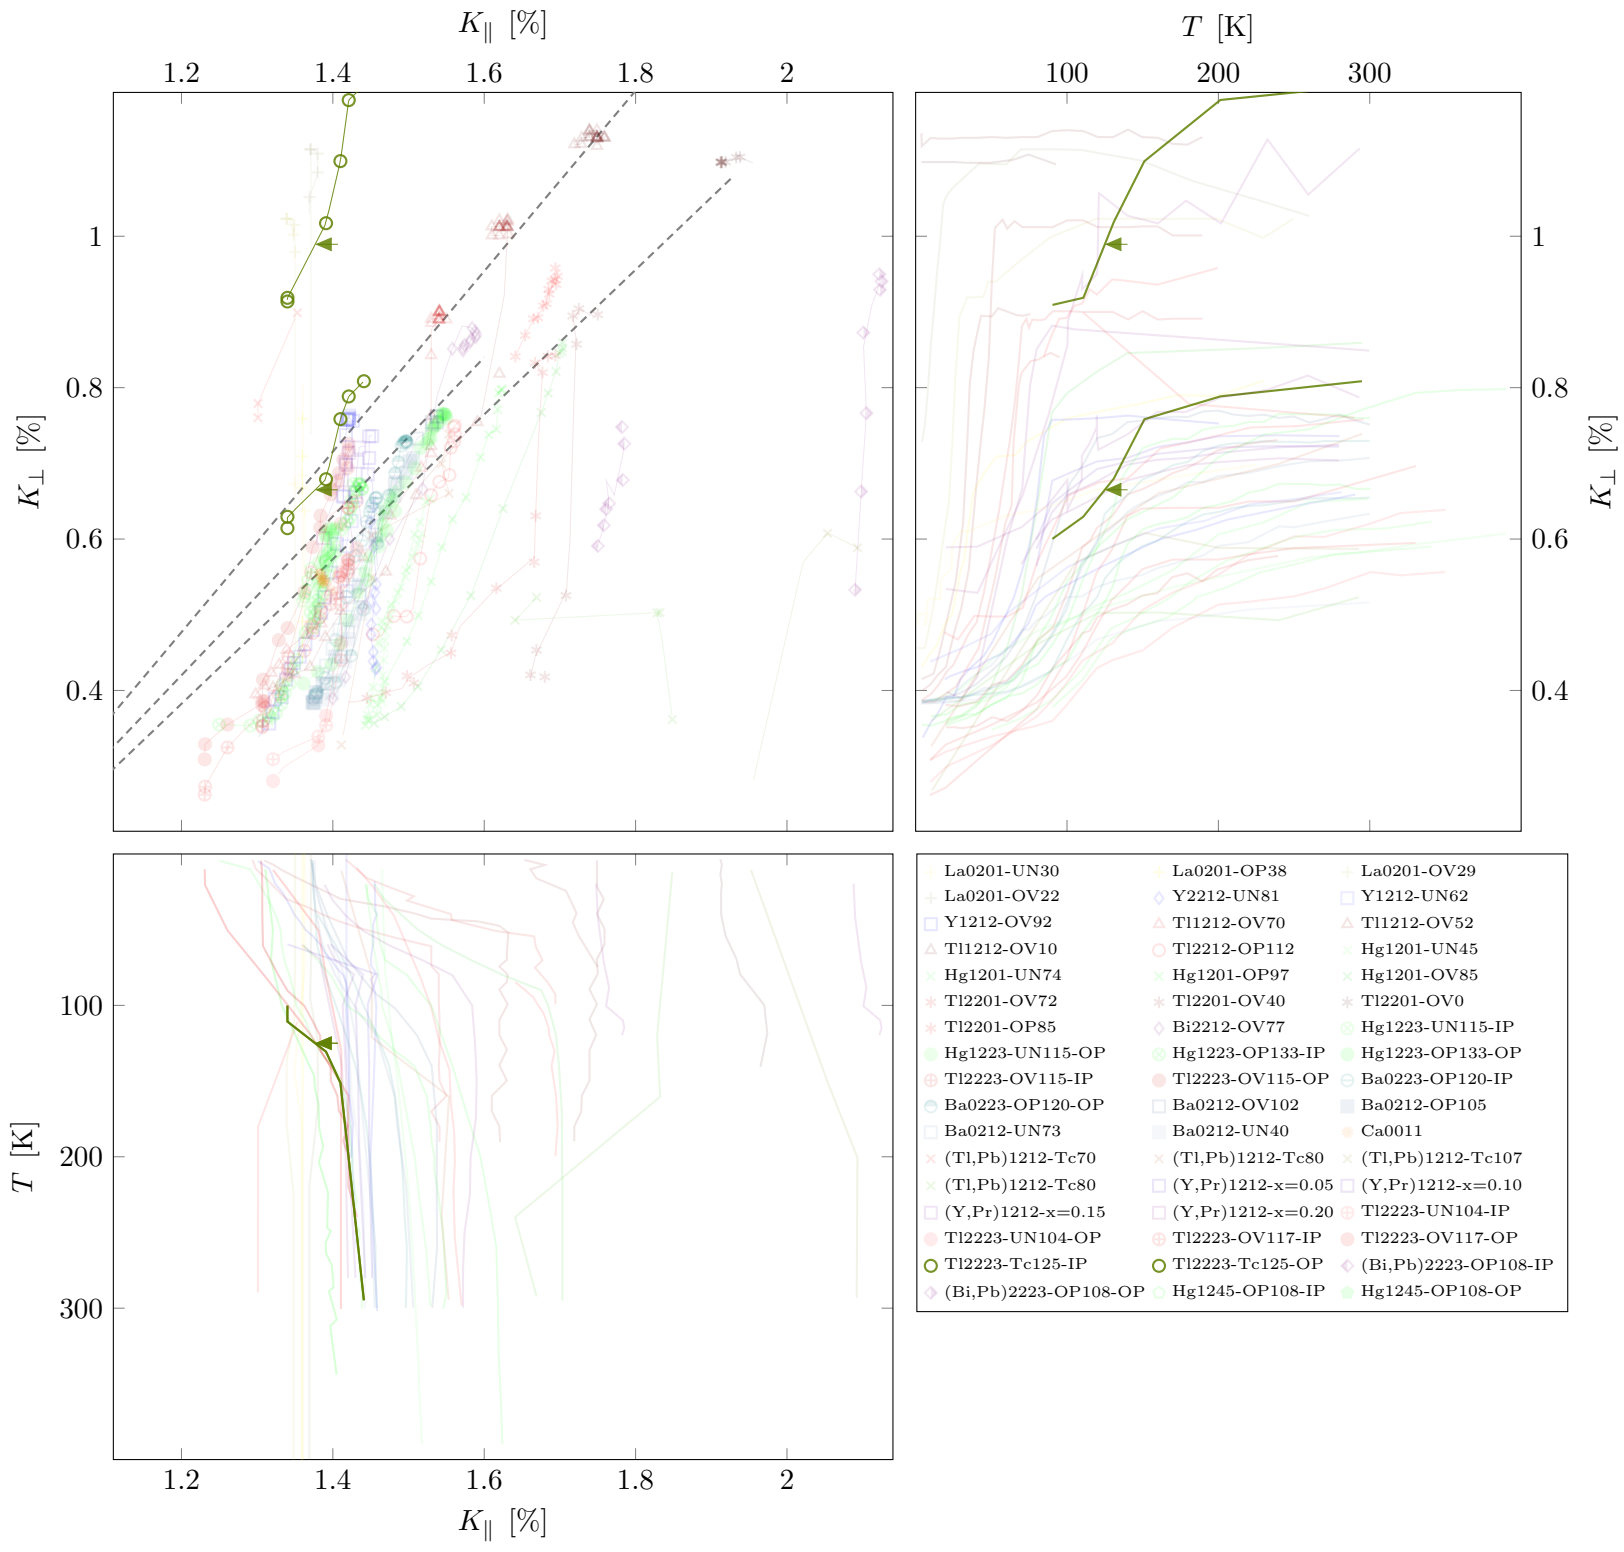 K∥ [%]
T [K]
1.2 1.4 1.6 1.8 2
100 200 300
1
0.8
0.6
0.4
K⊥ [%]
1
0.8
0.6
0.4
K⊥ [%]
100
200
300
T [K]
1.2 1.4 1.6 1.8 2
K∥ [%]
La0201-UN30 La0201-OP38 La0201-OV29
La0201-OV22 Y2212-UN81 Y1212-UN62
Y1212-OV92 Tl1212-OV70 Tl1212-OV52
Tl1212-OV10 Tl2212-OP112 Hg1201-UN45
Hg1201-UN74 Hg1201-OP97 Hg1201-OV85
Tl2201-OV72 Tl2201-OV40 Tl2201-OV0
Tl2201-OP85 Bi2212-OV77 Hg1223-UN115-IP
Hg1223-UN115-OP Hg1223-OP133-IP Hg1223-OP133-OP
Tl2223-OV115-IP Tl2223-OV115-OP Ba0223-OP120-IP
Ba0223-OP120-OP Ba0212-OV102 Ba0212-OP105
Ba0212-UN73 Ba0212-UN40 Ca0011
(Tl,Pb)1212-Tc70 (Tl,Pb)1212-Tc80 (Tl,Pb)1212-Tc107
(Tl,Pb)1212-Tc80 (Y,Pr)1212-x=0.05 (Y,Pr)1212-x=0.10
(Y,Pr)1212-x=0.15 (Y,Pr)1212-x=0.20 Tl2223-UN104-IP
Tl2223-UN104-OP Tl2223-OV117-IP Tl2223-OV117-OP
Tl2223-Tc125-IP Tl2223-Tc125-OP (Bi,Pb)2223-OP108-IP
(Bi,Pb)2223-OP108-OP Hg1245-OP108-IP Hg1245-OP108-OP